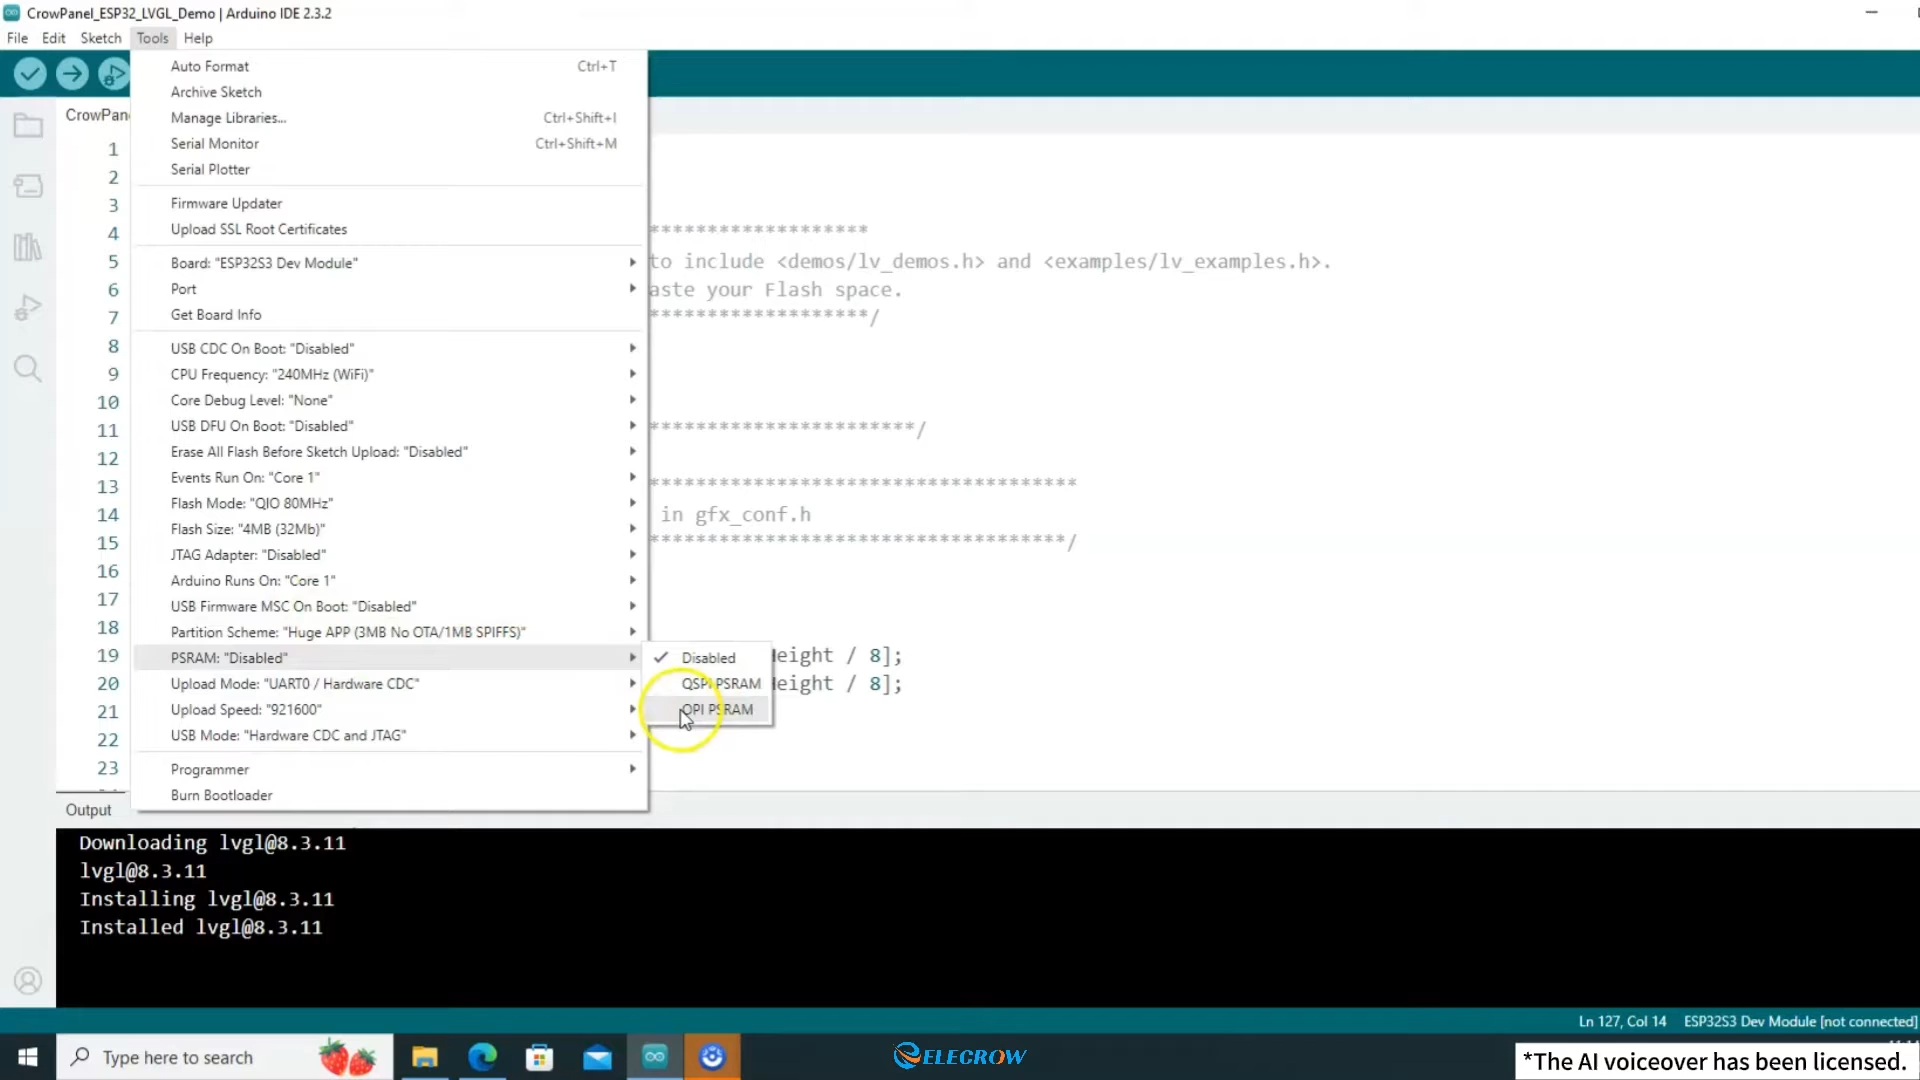 CrowPanel_ESP32_LVGL_Demo | Arduino IDE 2.3.2
File Edit Sketch Tools Help
Auto Format Ctrl+T
Archive Sketch
Manage Libraries... Ctrl+Shift+I
Serial Monitor Ctrl+Shift+M
Serial Plotter
Firmware Updater
Upload SSL Root Certificates
Board: "ESP32S3 Dev Module"
Port
Get Board Info
USB CDC On Boot: "Disabled"
CPU Frequency: "240MHz (WiFi)"
Core Debug Level: "None"
USB DFU On Boot: "Disabled"
Erase All Flash Before Sketch Upload: "Disabled"
Events Run On: "Core 1"
Flash Mode: "QIO 80MHz"
Flash Size: "4MB (32Mb)"
JTAG Adapter: "Disabled"
Arduino Runs On: "Core 1"
USB Firmware MSC On Boot: "Disabled"
Partition Scheme: "Huge APP (3MB No OTA/1MB SPIFFS)"
PSRAM: "Disabled"
Upload Mode: "UART0 / Hardware CDC"
Upload Speed: "921600"
USB Mode: "Hardware CDC and JTAG"
Programmer
Burn Bootloader
Disabled
QSPI PSRAM
OPI PSRAM
CrowPan
1
2
3
4 *******************
5 to include <demos/lv_demos.h> and <examples/lv_examples.h>.
6 aste your Flash space.
7 *******************/
8
9
10
11 ***********************/
12
13 *************************************
14 in gfx_conf.h
15 ************************************/
16
17
18
19 eight / 8];
20 eight / 8];
21
22
23
Output
Downloading lvgl@8.3.11
lvgl@8.3.11
Installing lvgl@8.3.11
Installed lvgl@8.3.11
Ln 127, Col 14 ESP32S3 Dev Module [not connected]
Type here to search
ELECROW
*The AI voiceover has been licensed.